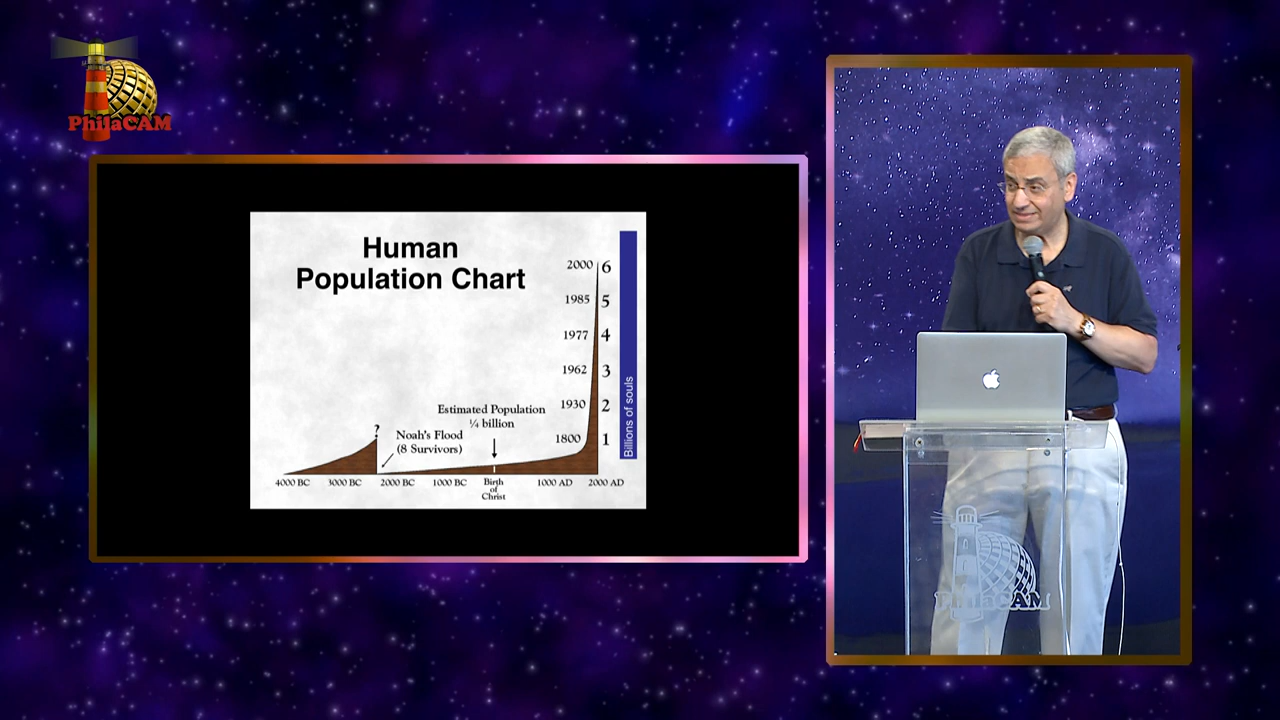 PhilaCAM
Human
Population Chart
2000 6
1985 5
1977 4
1962 3
1930 2
1800 1
Billions of souls
Estimated Population
¼ billion
?
Noah's Flood
(8 Survivors)
4000 BC 3000 BC 2000 BC 1000 BC Birth of Christ 1000 AD 2000 AD
PhilaCAM